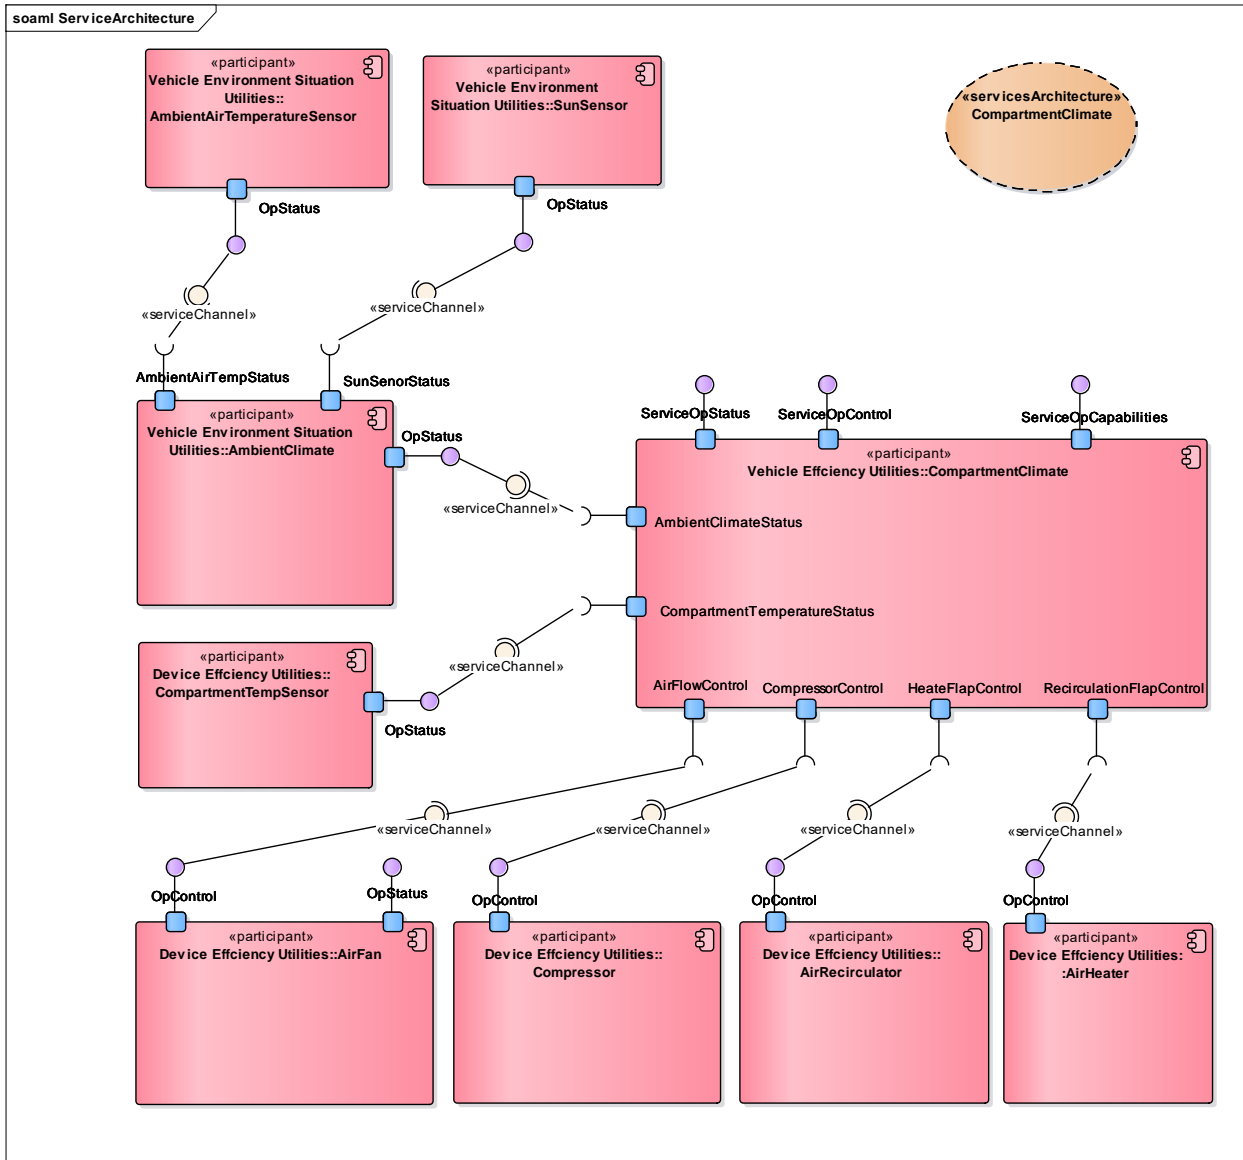 soaml ServiceArchitecture
«participant»
Vehicle Environment Situation
Utilities::
AmbientAirTemperatureSensor
OpStatus
«participant»
Vehicle Environment
Situation Utilities::SunSensor
OpStatus
«servicesArchitecture»
CompartmentClimate
«serviceChannel»
«serviceChannel»
AmbientAirTempStatus
SunSenorStatus
«participant»
Vehicle Environment Situation
Utilities::AmbientClimate
OpStatus
«serviceChannel»
ServiceOpStatus
ServiceOpControl
ServiceOpCapabilities
«participant»
Vehicle Effciency Utilities::CompartmentClimate
AmbientClimateStatus
CompartmentTemperatureStatus
AirFlowControl
CompressorControl
HeateFlapControl
RecirculationFlapControl
«participant»
Device Effciency Utilities::
CompartmentTempSensor
OpStatus
«serviceChannel»
«serviceChannel»
«serviceChannel»
«serviceChannel»
«serviceChannel»
OpControl
OpStatus
OpControl
OpControl
OpControl
«participant»
Device Effciency Utilities::AirFan
«participant»
Device Effciency Utilities::
Compressor
«participant»
Device Effciency Utilities::
AirRecirculator
«participant»
Device Effciency Utilities:
:AirHeater